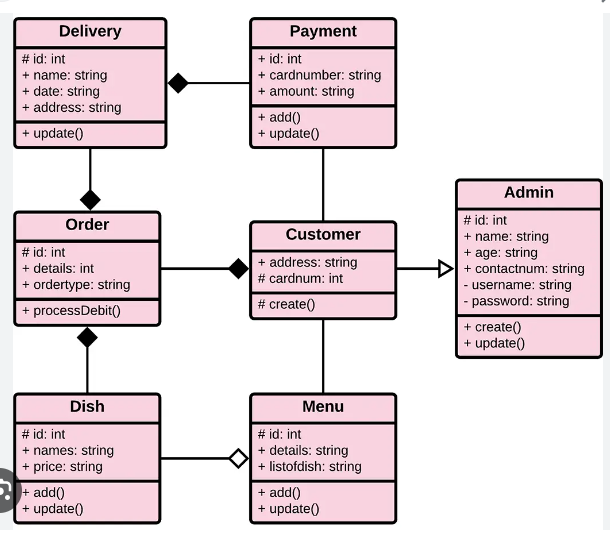 Delivery
# id: int
+ name: string
+ date: string
+ address: string
+ update()
Payment
+ id: int
+ cardnumber: string
+ amount: string
+ add()
+ update()
Admin
# id: int
+ name: string
+ age: string
+ contactnum: string
- username: string
- password: string
+ create()
+ update()
Order
# id: int
+ details: int
+ ordertype: string
+ processDebit()
Customer
+ address: string
# cardnum: int
# create()
Dish
# id: int
+ names: string
+ price: string
+ add()
+ update()
Menu
# id: int
+ details: string
+ listofdish: string
+ add()
+ update()